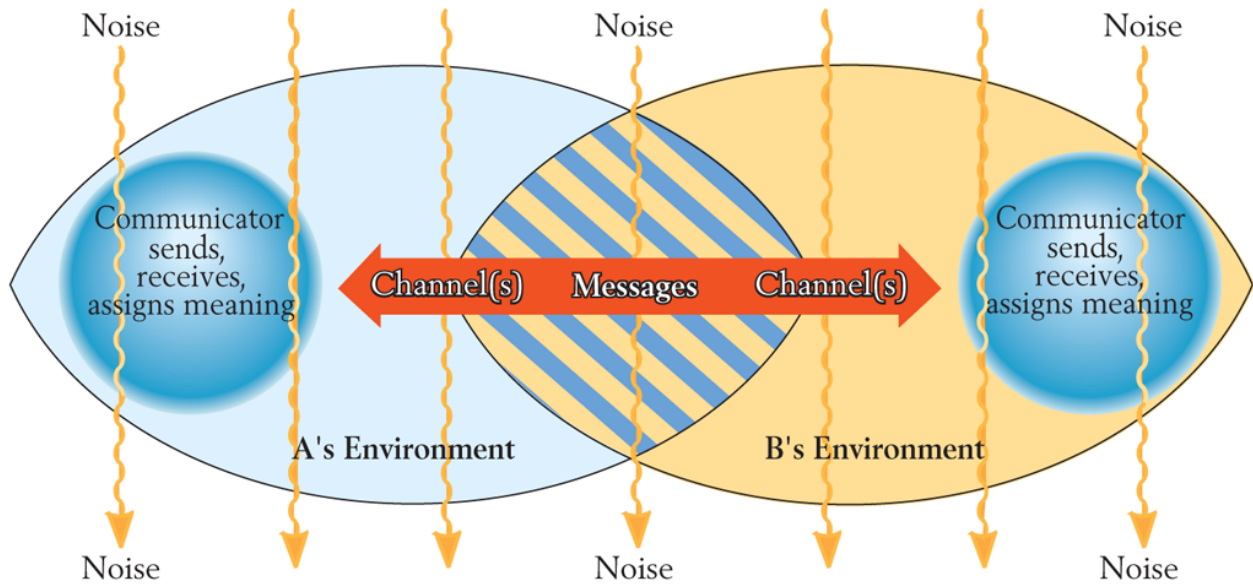 Noise
Noise
Noise
Communicator
sends,
receives,
assigns meaning
Channel(s)
Messages
Channel(s)
Communicator
sends,
receives,
assigns meaning
A's Environment
B's Environment
Noise
Noise
Noise